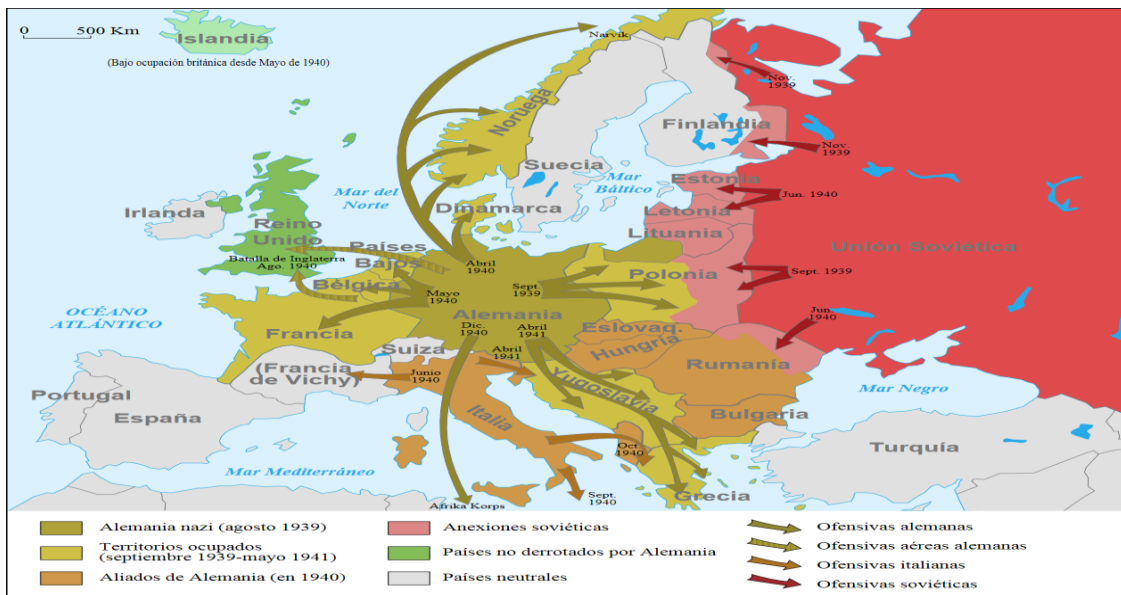 0 500 Km
Islandia
(Bajo ocupación británica desde Mayo de 1940)
Narvik
Nov.
1939
Noruega
Finlandia
Nov.
1939
Suecia
Mar
Báltico
Estonia
Jun. 1940
Letonia
Lituania
Unión Soviética
Mar del
Norte
Dinamarca
Irlanda
Reino
Unido
Países
Bajos
Batalla de Inglaterra
Ago. 1940
Abril
1940
Polonia
Sept. 1939
Sept.
1939
Bélgica
Mayo
1940
OCÉANO
ATLÁNTICO
Alemania
Jun.
1940
Francia
Dic.
1940
Abril
1941
Eslovaq.
Hungría
Suiza
Abril
1941
Rumanía
(Francia
de Vichy)
Junio
1940
Yugoslavia
Mar Negro
Portugal
España
Italia
Bulgaria
Turquía
Oct.
1940
Mar Mediterráneo
Sept.
1940
Grecia
Afrika Korps
Alemania nazi (agosto 1939)
Territorios ocupados
(septiembre 1939-mayo 1941)
Aliados de Alemania (en 1940)
Anexiones soviéticas
Países no derrotados por Alemania
Países neutrales
Ofensivas alemanas
Ofensivas aéreas alemanas
Ofensivas italianas
Ofensivas soviéticas